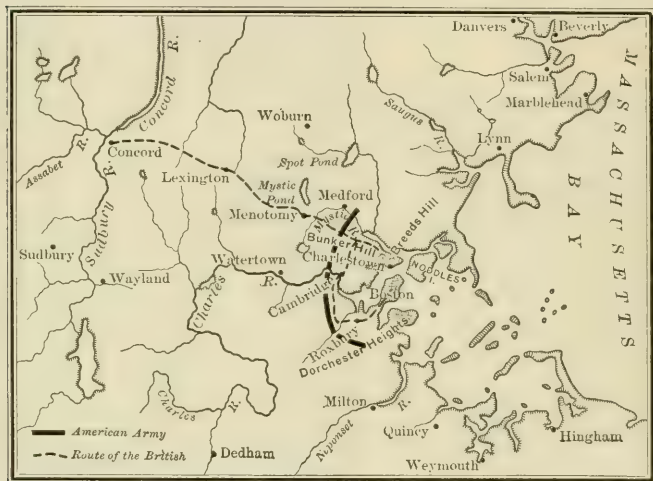 Danvers
Beverly
Salem
Marblehead
MASSACHUSETTS
BAY
Concord R.
Woburn
Saugus R.
Lynn
Assabet R.
Concord
Spot Pond
Lexington
Mystic Pond
Medford
Menotomy
Mystic R.
Breeds Hill
Bunker Hill
Sudbury R.
Sudbury
Charlestown
NODDLES I.
Watertown
Wayland
Charles R.
Cambridge
Boston
Roxbury
Dorchester Heights
Charles R.
Milton
Neponset R.
Quincy
Hingham
American Army
Route of the British
Dedham
Weymouth